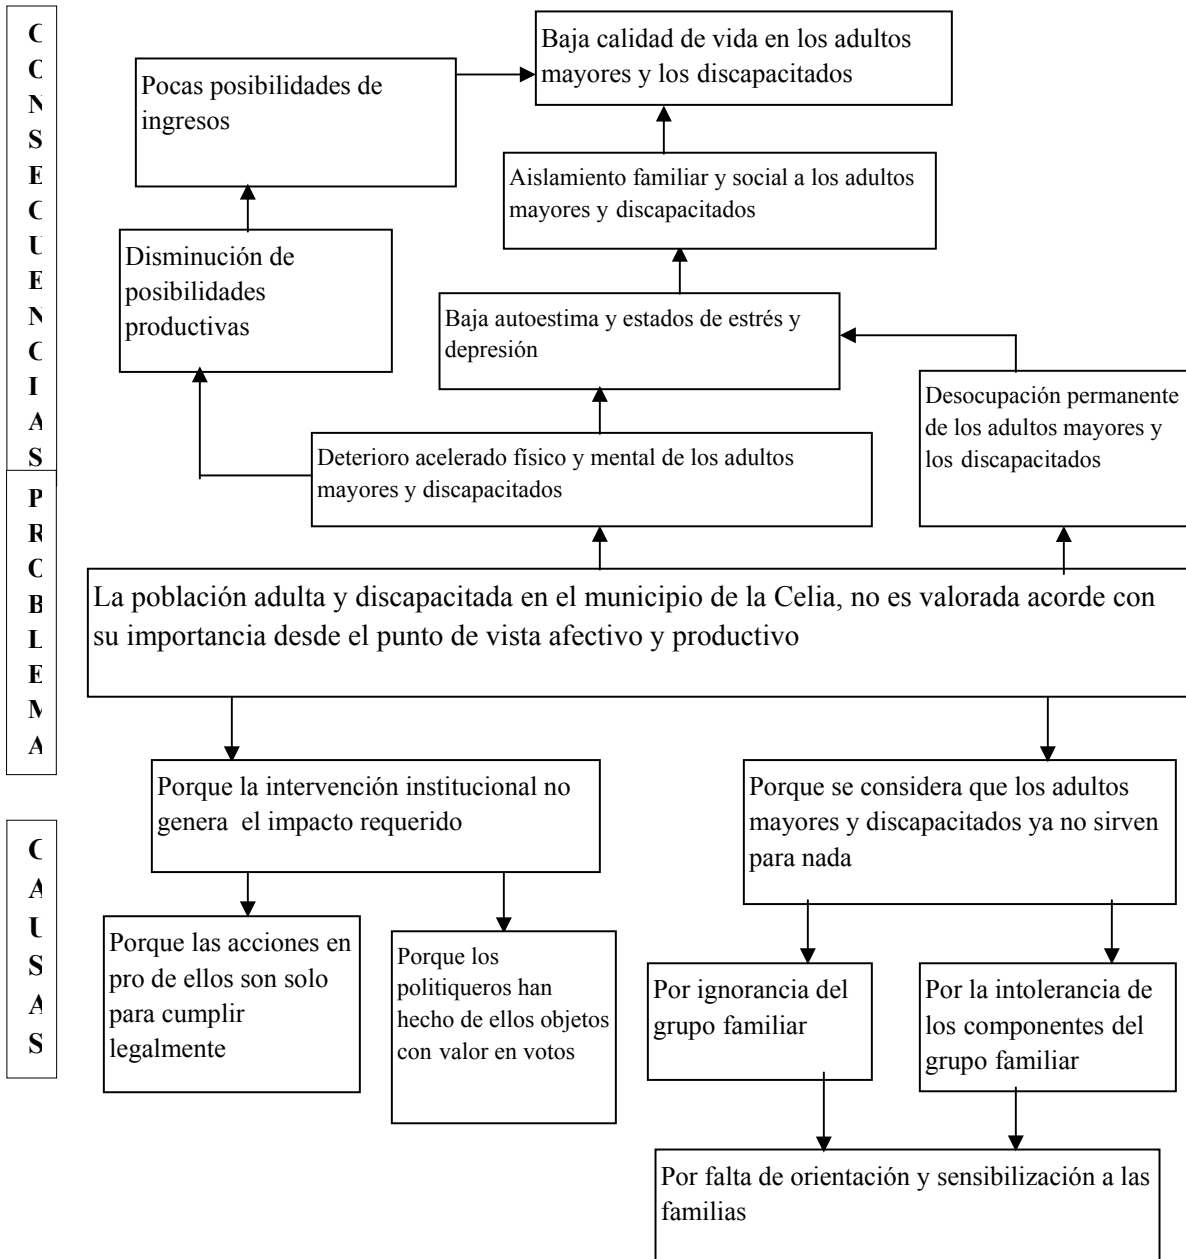 CONSECUENCIAS
Baja calidad de vida en los adultos
mayores y los discapacitados
Pocas posibilidades de
ingresos
Aislamiento familiar y social a los adultos
mayores y discapacitados
Disminución de
posibilidades
productivas
Baja autoestima y estados de estrés y
depresión
Desocupación permanente
de los adultos mayores y
los discapacitados
Deterioro acelerado físico y mental de los adultos
mayores y discapacitados
PROBLEMA
La población adulta y discapacitada en el municipio de la Celia, no es valorada acorde con
su importancia desde el punto de vista afectivo y productivo
Porque la intervención institucional no
genera el impacto requerido
Porque se considera que los adultos
mayores y discapacitados ya no sirven
para nada
CAUSAS
Porque las acciones en
pro de ellos son solo
para cumplir
legalmente
Porque los
politiqueros han
hecho de ellos objetos
con valor en votos
Por ignorancia del
grupo familiar
Por la intolerancia de
los componentes del
grupo familiar
Por falta de orientación y sensibilización a las
familias